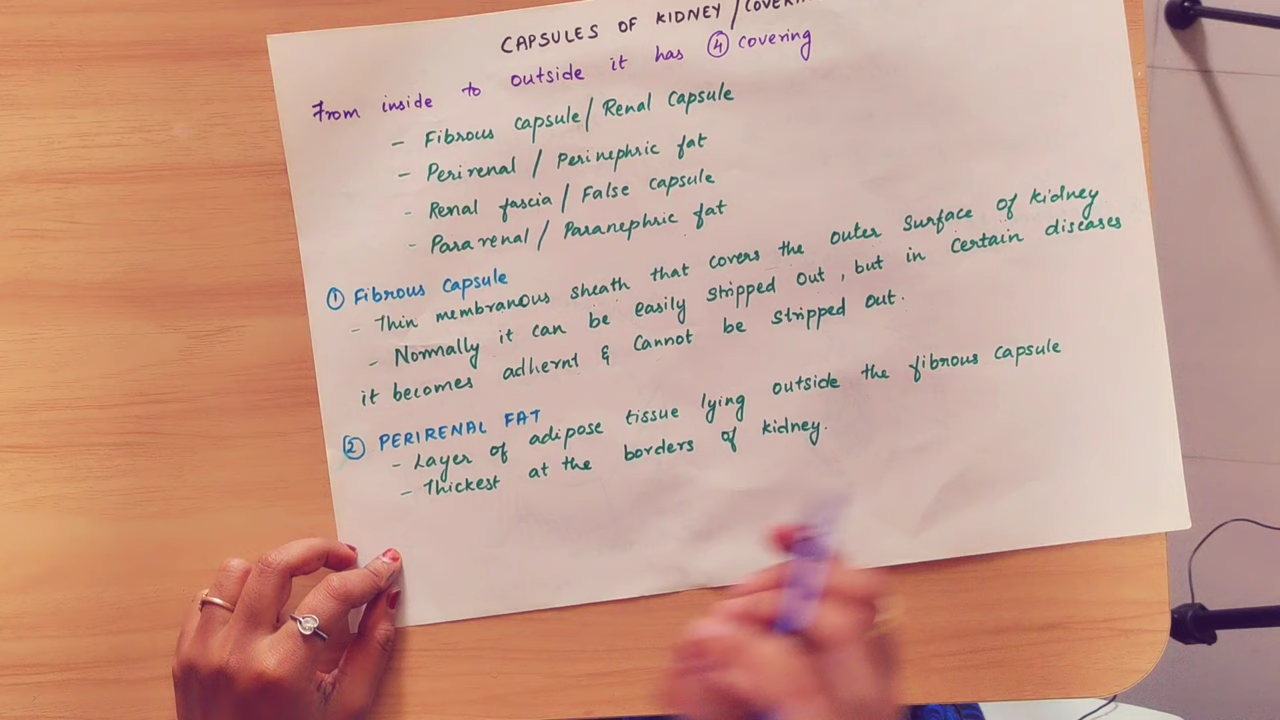 CAPSULES OF KIDNEY /
From inside to outside it has ④ covering
- Fibrous capsule/ Renal Capsule
- Perirenal / Perinephric fat
- Renal fascia / False capsule
- Pararenal / Paranephric fat
① Fibrous Capsule
- Thin membranous sheath that covers the outer surface of kidney
- Normally it can be easily stripped out, but in certain diseases
it becomes adhernt & Cannot be stripped out.
② PERIRENAL FAT
- Layer of adipose tissue lying outside the fibrous capsule
- Thickest at the borders of kidney.